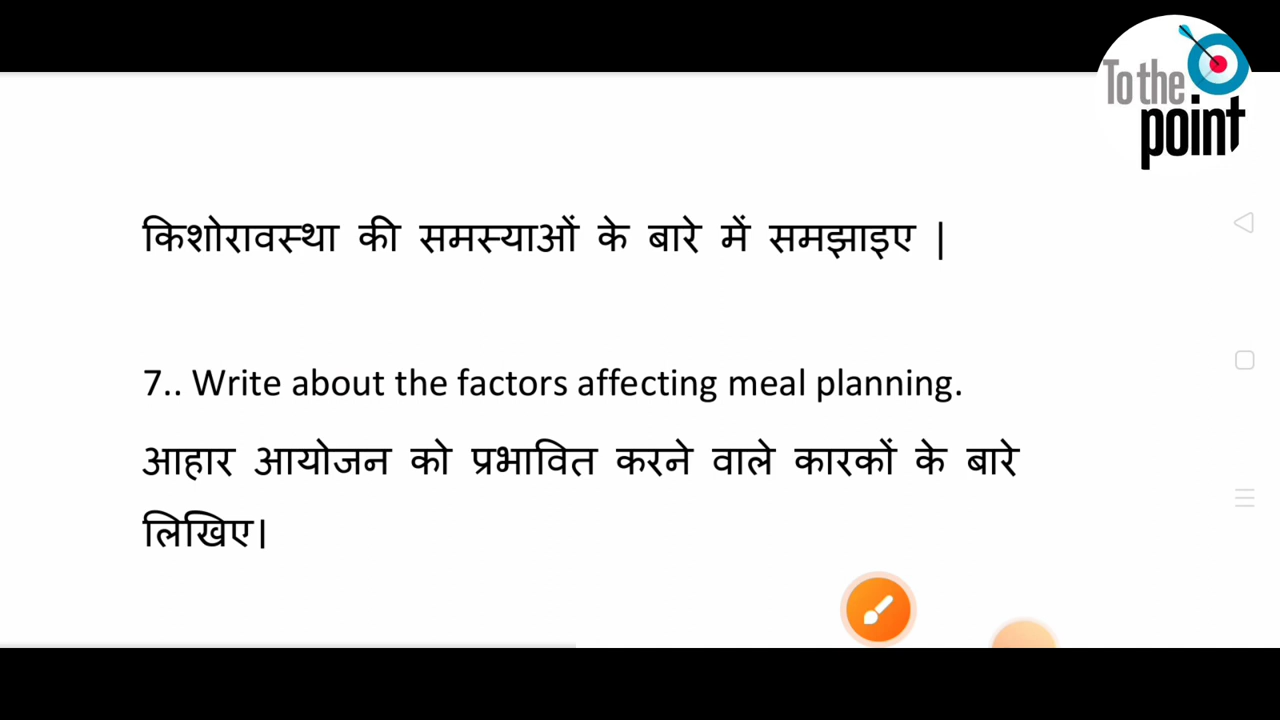 To the
point
किशोरावस्था की समस्याओं के बारे में समझाइए |
7.. Write about the factors affecting meal planning.
आहार आयोजन को प्रभावित करने वाले कारकों के बारे
लिखिए।